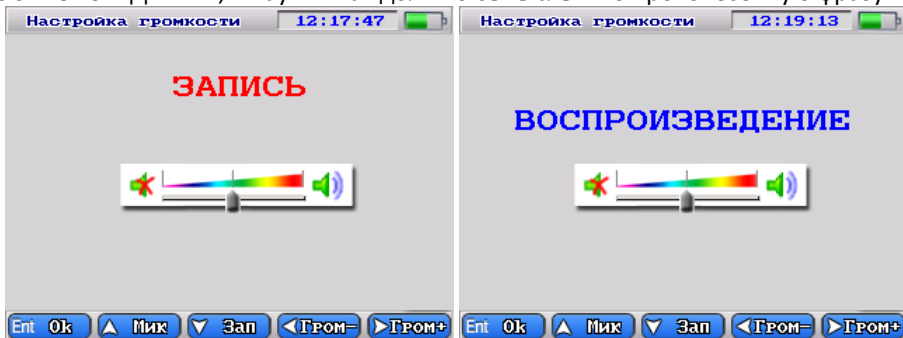 Настройка громкости 12:17:47
ЗАПИСЬ
Ent Ok Мик Зап Гром- Гром+
Настройка громкости 12:19:13
ВОСПРОИЗВЕДЕНИЕ
Ent Ok Мик Зап Гром- Гром+